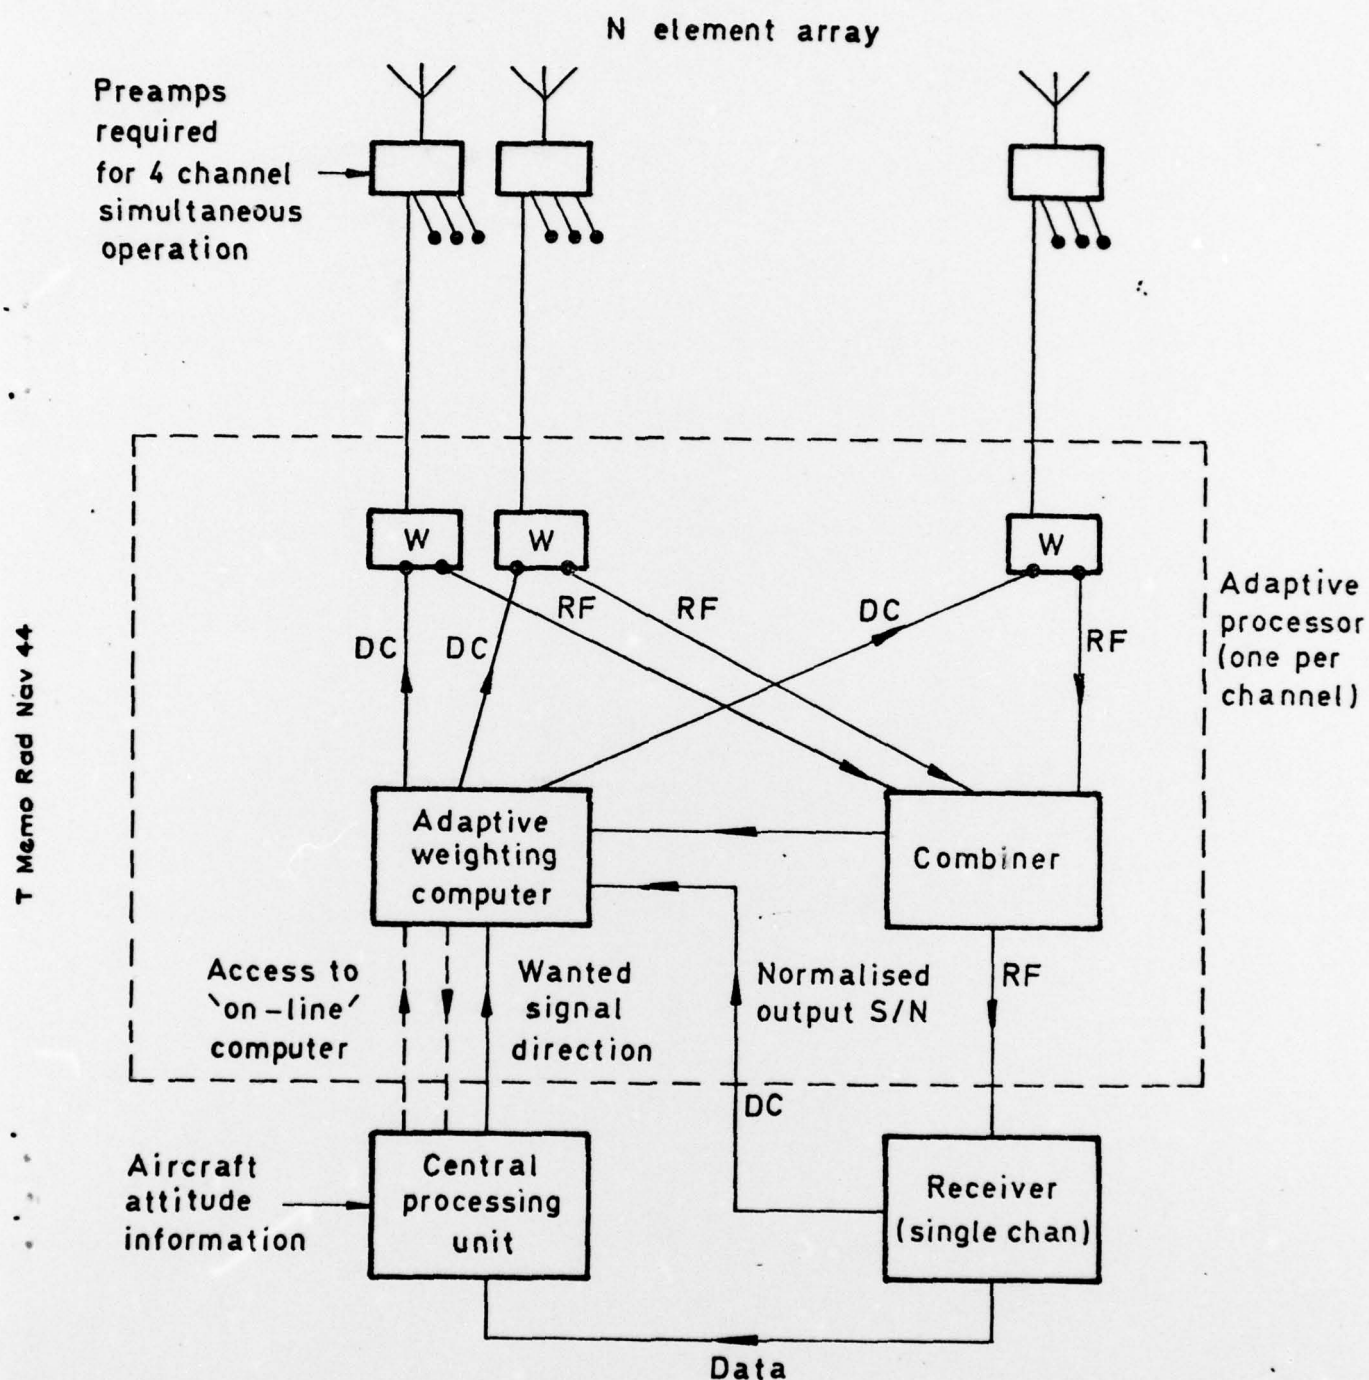 N element array
Preamps
required
for 4 channel
simultaneous
operation
W
W
W
RF
RF
DC
RF
DC
DC
Adaptive
processor
(one per
channel)
T Memo Rad Nav 44
Adaptive
weighting
computer
Combiner
Access to
'on-line'
computer
Wanted
signal
direction
Normalised
output S/N
RF
DC
Aircraft
attitude
information
Central
processing
unit
Receiver
(single chan)
Data